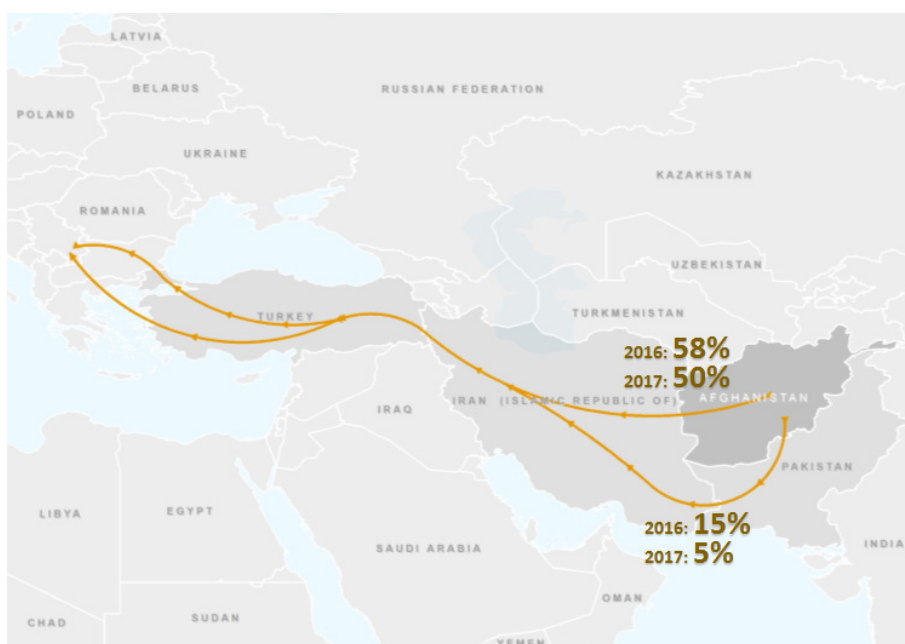 LATVIA
BELARUS
RUSSIAN FEDERATION
POLAND
UKRAINE
KAZAKHSTAN
ROMANIA
UZBEKISTAN
TURKEY
TURKMENISTAN
2016: 58%
2017: 50%
AFGHANISTAN
IRAN (ISLAMIC REPUBLIC OF)
IRAQ
PAKISTAN
LIBYA
EGYPT
2016: 15%
2017: 5%
SAUDI ARABIA
INDIA
OMAN
SUDAN
CHAD
YEMEN